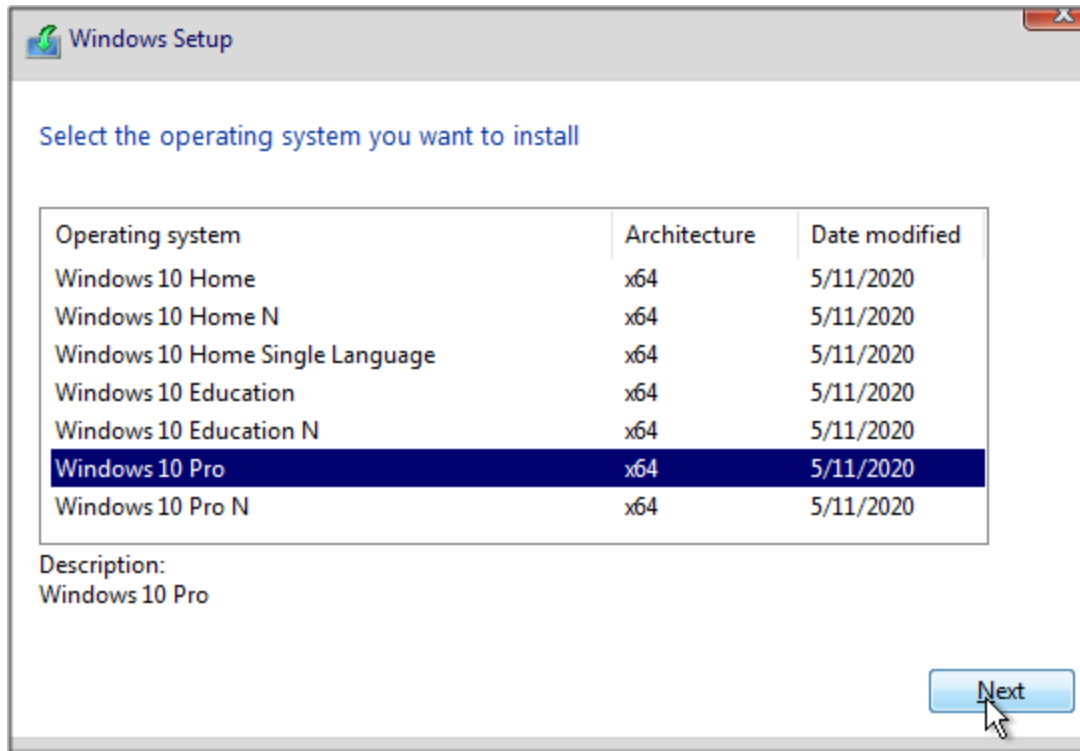 Windows Setup
Select the operating system you want to install
Operating system Architecture Date modified
Windows 10 Home x64 5/11/2020
Windows 10 Home N x64 5/11/2020
Windows 10 Home Single Language x64 5/11/2020
Windows 10 Education x64 5/11/2020
Windows 10 Education N x64 5/11/2020
Windows 10 Pro x64 5/11/2020
Windows 10 Pro N x64 5/11/2020
Description:
Windows 10 Pro
Next